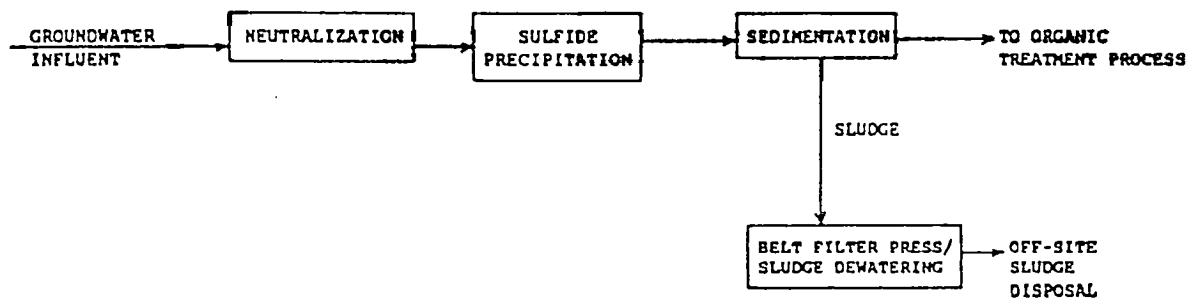 GROUNDWATER
INFLUENT
NEUTRALIZATION
SULFIDE
PRECIPITATION
SEDIMENTATION
TO ORGANIC
TREATMENT PROCESS
SLUDGE
BELT FILTER PRESS/
SLUDGE DEWATERING
OFF-SITE
SLUDGE
DISPOSAL